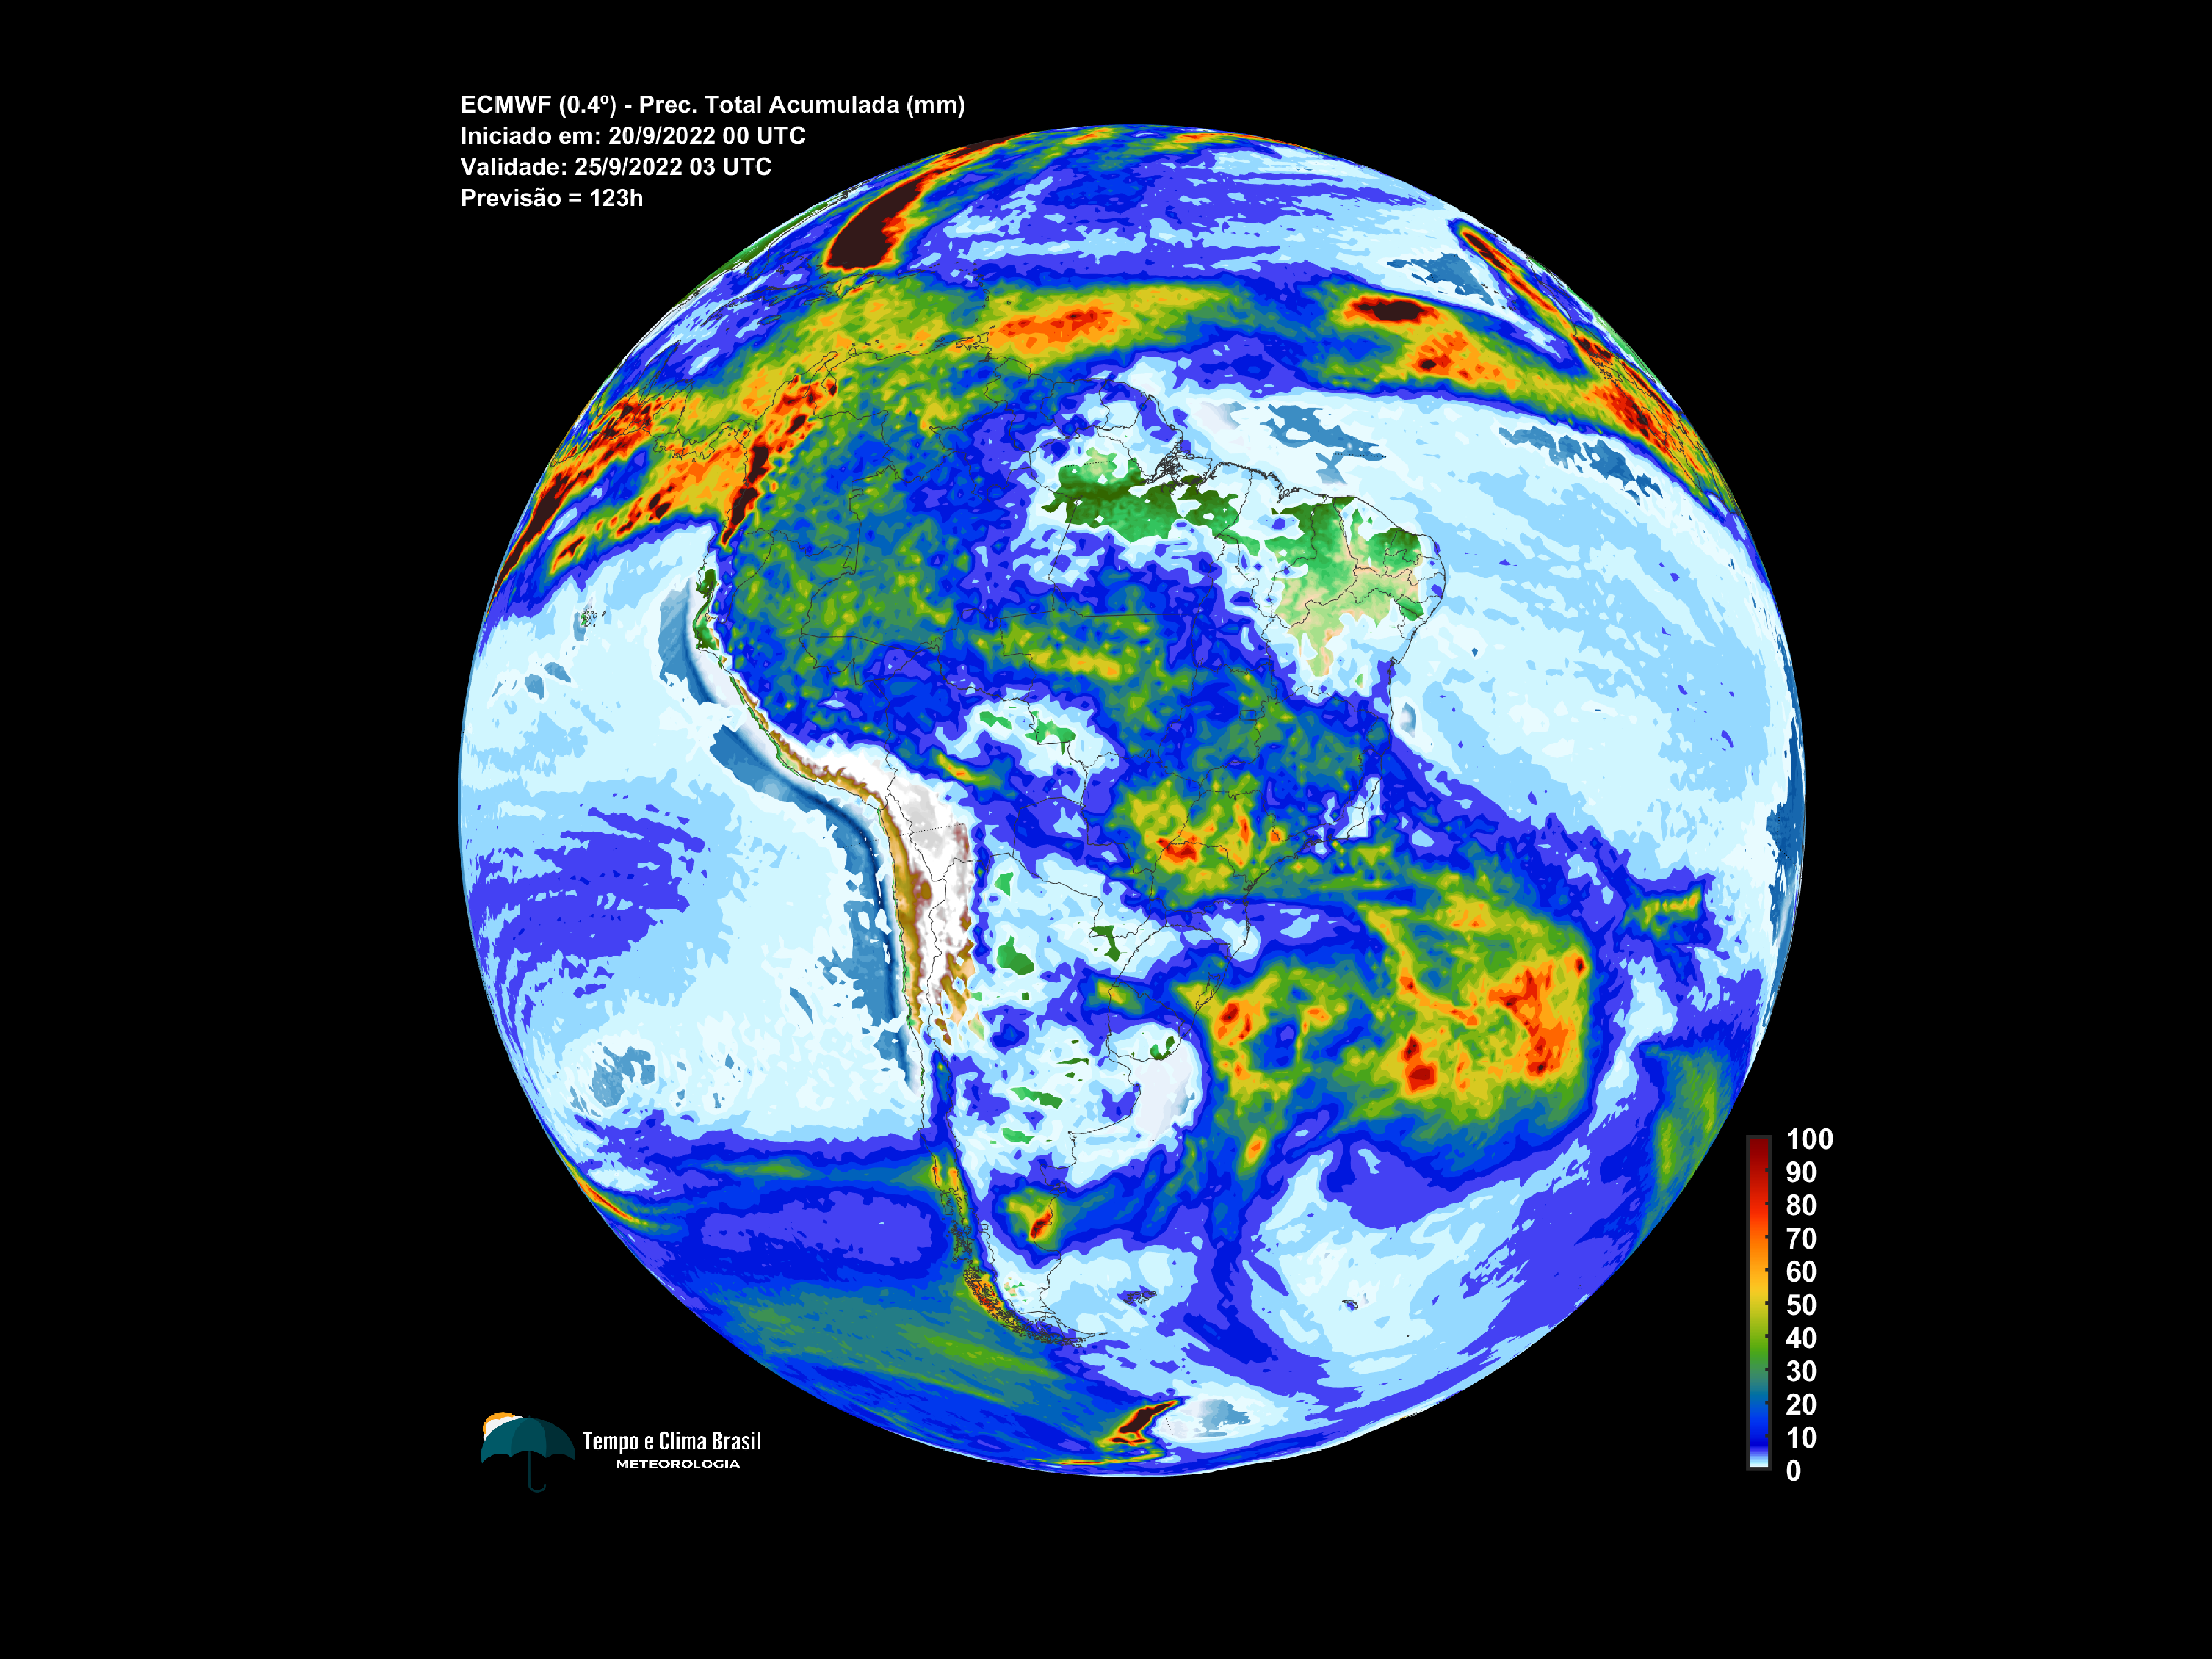 ECMWF (0.4º) - Prec. Total Acumulada (mm)
Iniciado em: 20/9/2022 00 UTC
Validade: 25/9/2022 03 UTC
Previsão = 123h
100
90
80
70
60
50
40
30
20
10
0
Tempo e Clima Brasil
METEOROLOGIA